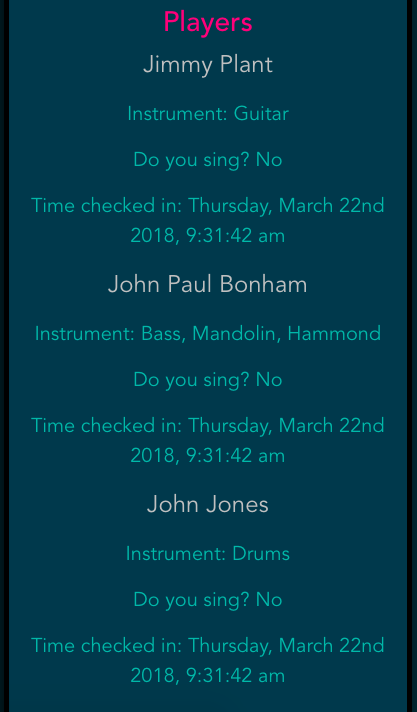 Players
Jimmy Plant
Instrument: Guitar
Do you sing? No
Time checked in: Thursday, March 22nd
2018, 9:31:42 am
John Paul Bonham
Instrument: Bass, Mandolin, Hammond
Do you sing? No
Time checked in: Thursday, March 22nd
2018, 9:31:42 am
John Jones
Instrument: Drums
Do you sing? No
Time checked in: Thursday, March 22nd
2018, 9:31:42 am